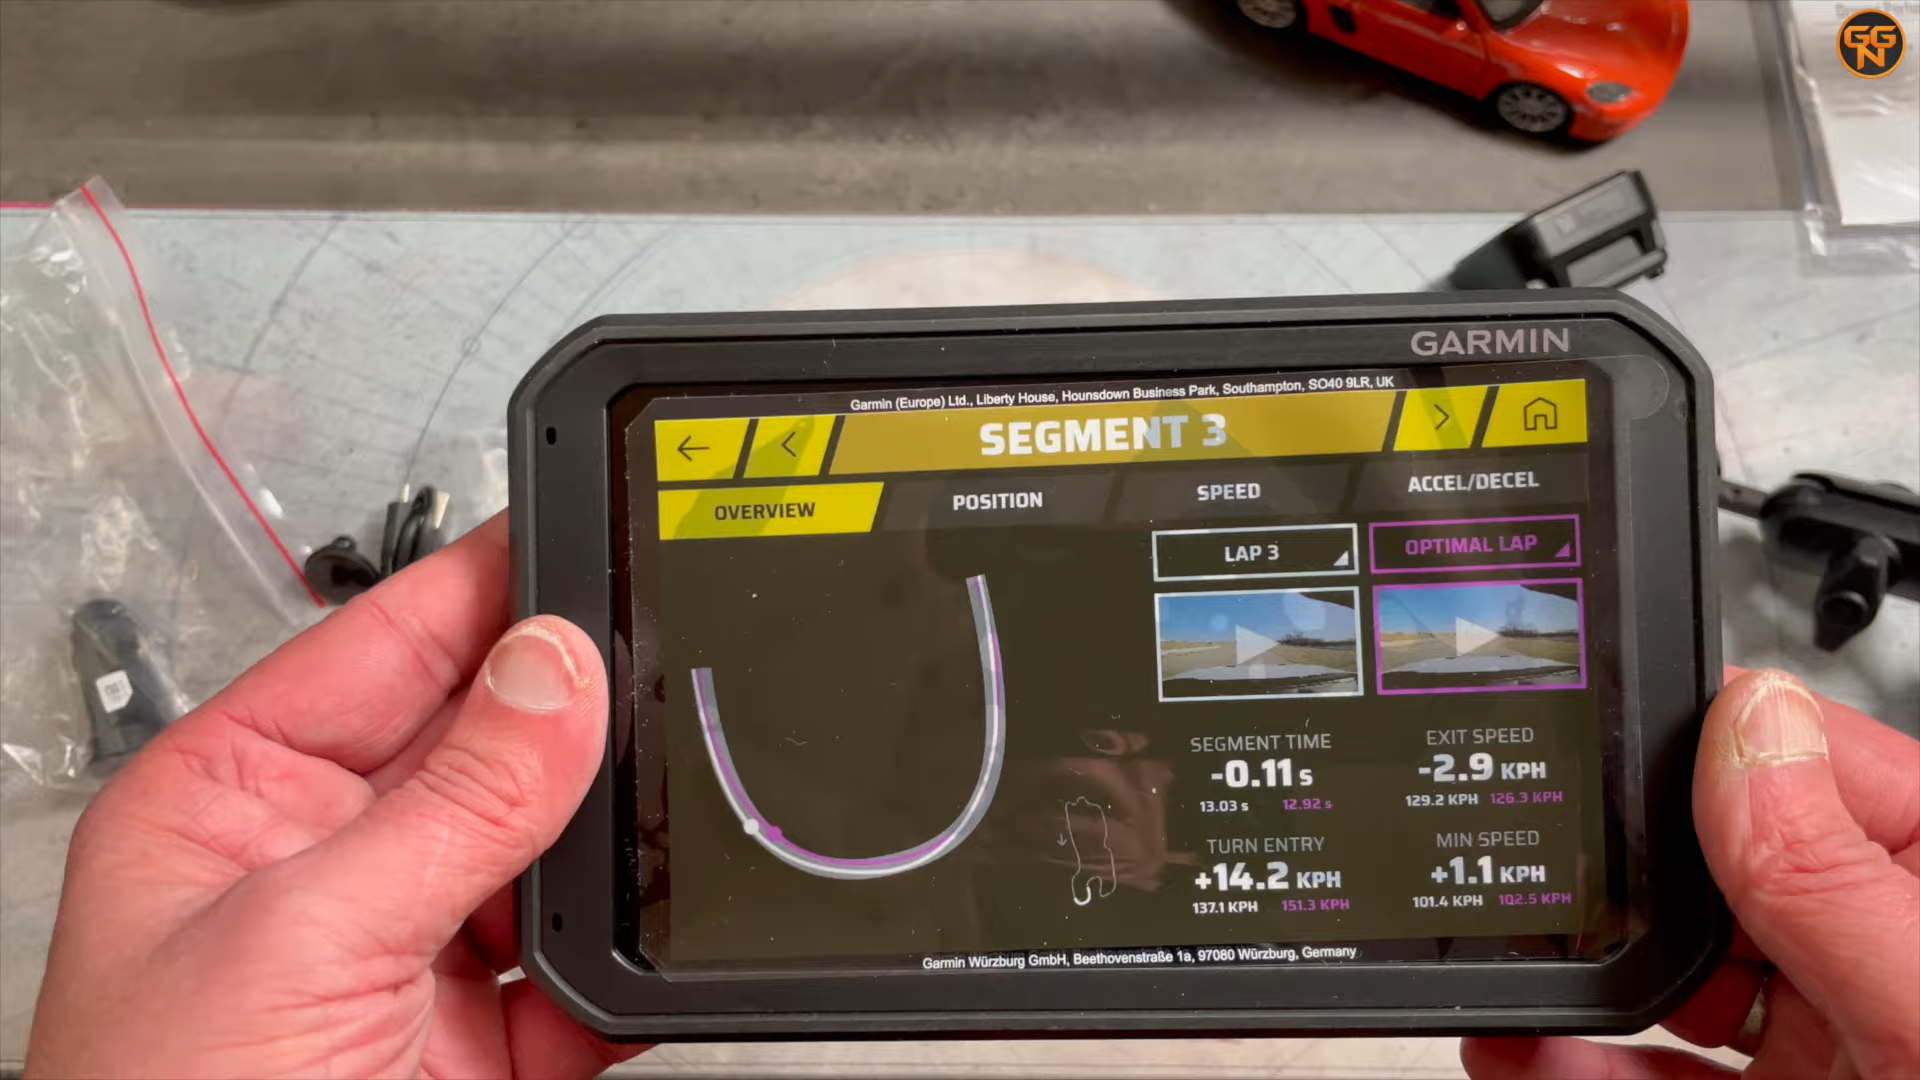 GGN
GARMIN
Garmin (Europe) Ltd., Liberty House, Hounsdown Business Park, Southampton, SO40 9LR, UK
SEGMENT 3
OVERVIEW
POSITION
SPEED
ACCEL/DECEL
LAP 3
OPTIMAL LAP
SEGMENT TIME
-0.11 s
13.03 s 12.92 s
EXIT SPEED
-2.9 KPH
129.2 KPH 126.3 KPH
TURN ENTRY
+14.2 KPH
137.1 KPH 151.3 KPH
MIN SPEED
+1.1 KPH
101.4 KPH 102.5 KPH
Garmin Würzburg GmbH, Beethovenstraße 1a, 97080 Würzburg, Germany